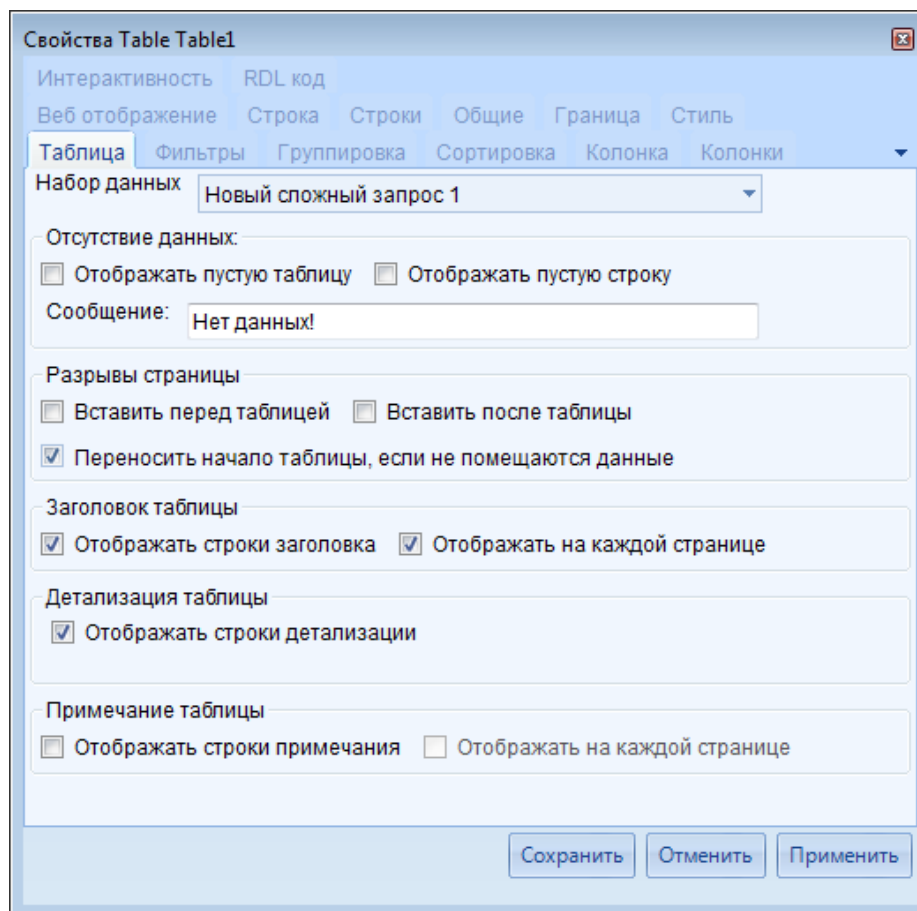 Свойства Table Table1
Интерактивность RDL код
Веб отображение Строка Строки Общие Граница Стиль
Таблица Фильтры Группировка Сортировка Колонка Колонки
Набор данных Новый сложный запрос 1
Отсутствие данных:
Отображать пустую таблицу Отображать пустую строку
Сообщение: Нет данных!
Разрывы страницы
Вставить перед таблицей Вставить после таблицы
Переносить начало таблицы, если не помещаются данные
Заголовок таблицы
Отображать строки заголовка Отображать на каждой странице
Детализация таблицы
Отображать строки детализации
Примечание таблицы
Отображать строки примечания Отображать на каждой странице
Сохранить Отменить Применить